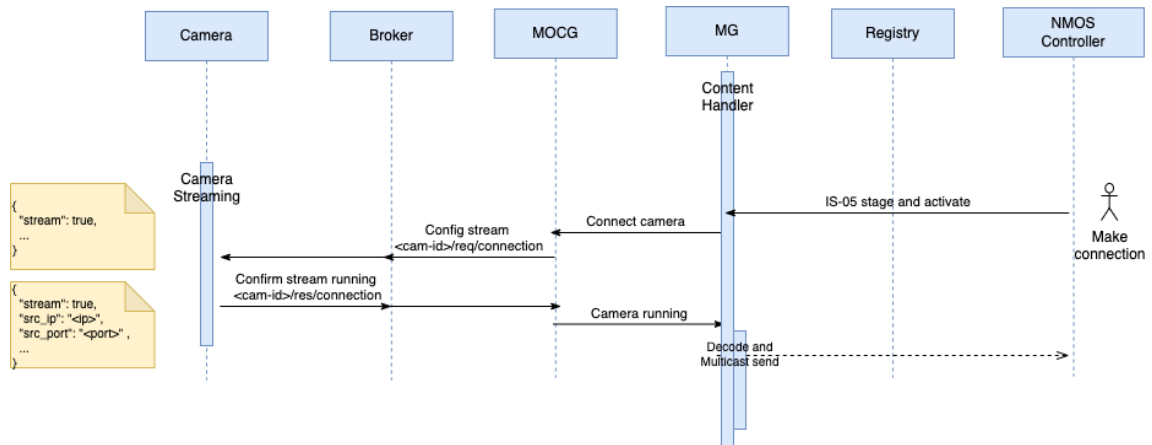 Camera
Broker
MOCG
MG
Registry
NMOS
Controller
Content
Handler
Camera
Streaming
{
"stream": true,
...
}
IS-05 stage and activate
Make
connection
Connect camera
Config stream
<cam-id>/req/connection
Confirm stream running
<cam-id>/res/connection
{
"stream": true,
"src_ip": "<ip>",
"src_port": "<port>" ,
...
}
Camera running
Decode and
Multicast send